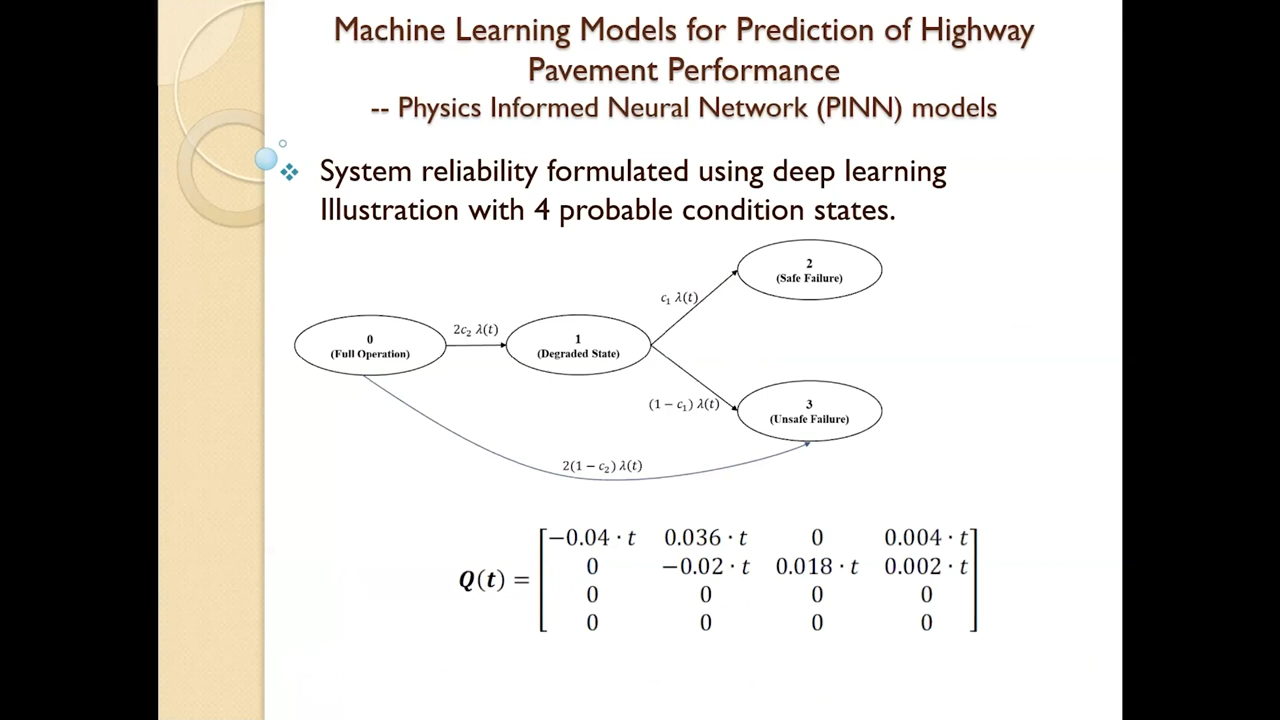 Machine Learning Models for Prediction of Highway
Pavement Performance
-- Physics Informed Neural Network (PINN) models
System reliability formulated using deep learning
Illustration with 4 probable condition states.
2
(Safe Failure)
c₁ λ(t)
2c₂ λ(t)
0
(Full Operation)
1
(Degraded State)
(1 − c₁) λ(t)
3
(Unsafe Failure)
2(1 − c₂) λ(t)
−0.04 · t 0.036 · t 0 0.004 · t
Q(t) = 0 −0.02 · t 0.018 · t 0.002 · t
0 0 0 0
0 0 0 0